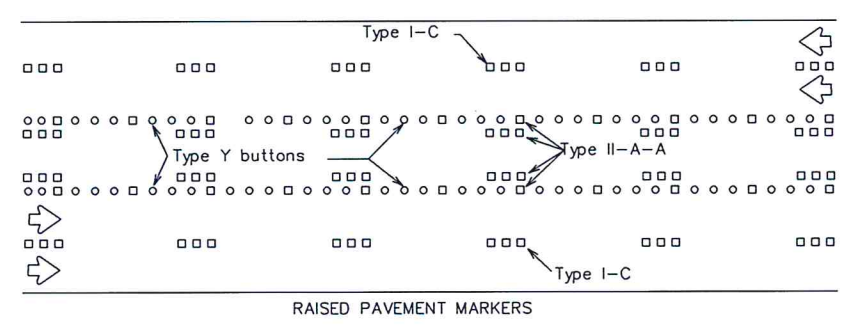 Type I-C
Type Y buttons
Type II-A-A
Type I-C
RAISED PAVEMENT MARKERS